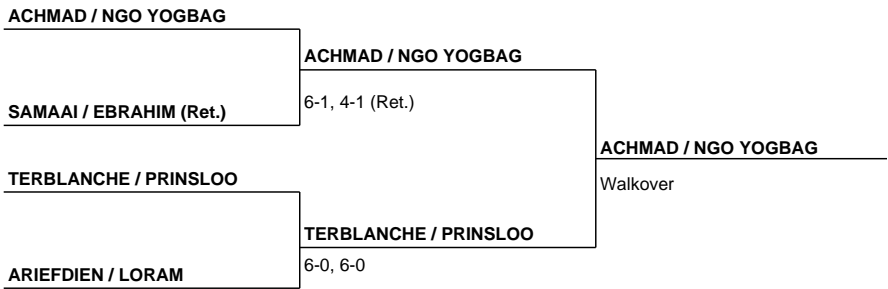 ACHMAD / NGO YOGBAG
ACHMAD / NGO YOGBAG
6-1, 4-1 (Ret.)
SAMAAI / EBRAHIM (Ret.)
ACHMAD / NGO YOGBAG
Walkover
TERBLANCHE / PRINSLOO
TERBLANCHE / PRINSLOO
6-0, 6-0
ARIEFDIEN / LORAM